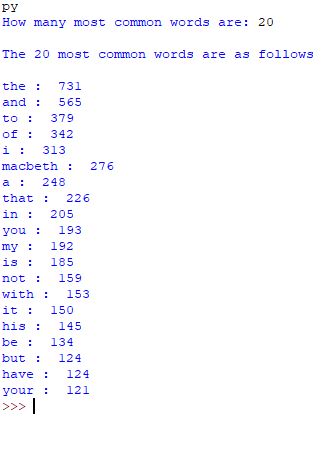 py
How many most common words are: 20
The 20 most common words are as follows
the :  731
and :  565
to :  379
of :  342
i :  313
macbeth :  276
a :  248
that :  226
in :  205
you :  193
my :  192
is :  185
not :  159
with :  153
it :  150
his :  145
be :  134
but :  124
have :  124
your :  121
>>>